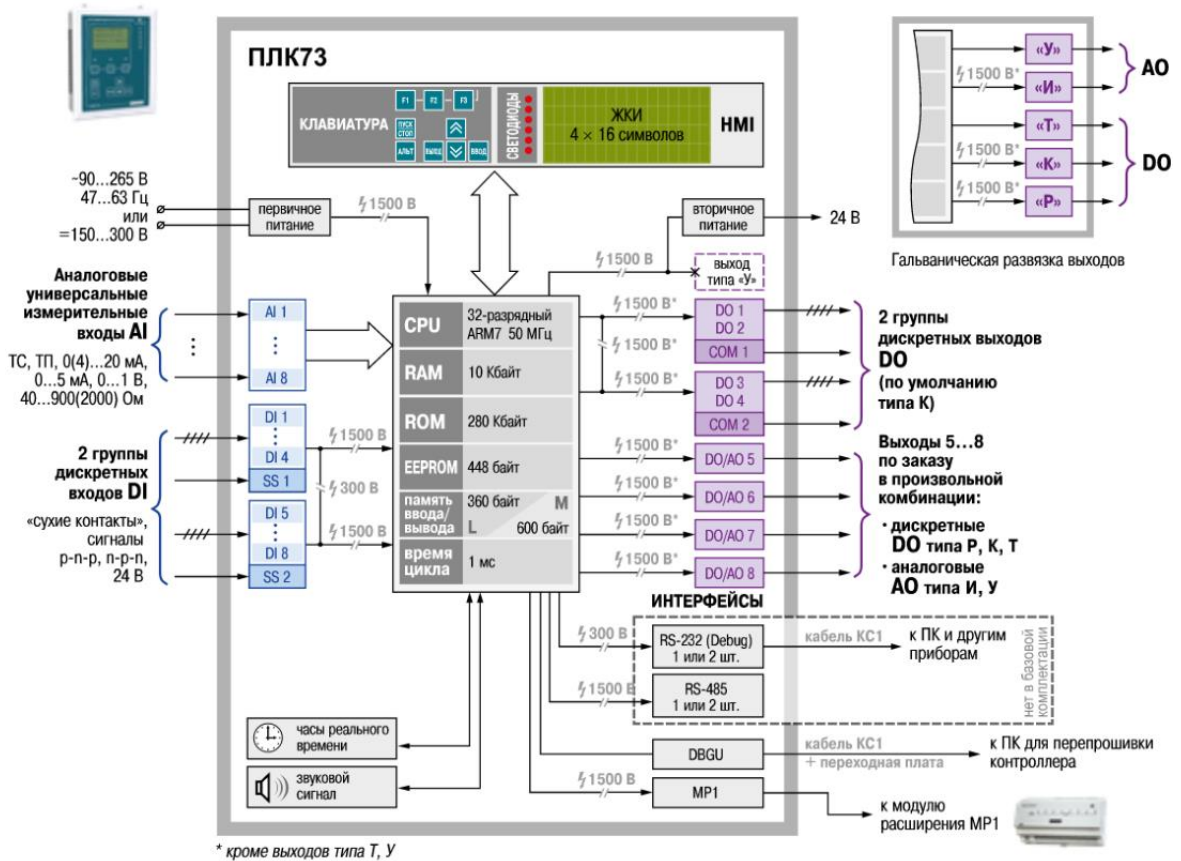 ПЛК73
КЛАВИАТУРА
F1
F2
F3
ПУСК
СТОП
АЛЬТ
ВЫХОД
ВВОД
СВЕТОДИОДЫ
ЖКИ
4 × 16 символов
HMI
«У»
1500 В*
«И»
«Т»
1500 В*
«К»
1500 В*
«Р»
AO
DO
Гальваническая развязка выходов
~90...265 В
47...63 Гц
или
=150...300 В
первичное
питание
1500 В
вторичное
питание
24 В
1500 В
выход
типа «У»
Аналоговые
универсальные
измерительные
входы AI
ТС, ТП, 0(4)...20 мА,
0...5 мА, 0...1 В,
40...900(2000) Ом
AI 1
AI 8
2 группы
дискретных
входов DI
«сухие контакты»,
сигналы
p-n-p, n-p-n,
24 В
DI 1
DI 4
SS 1
DI 5
DI 8
SS 2
1500 В
300 В
1500 В
CPU
32-разрядный
ARM7 50 МГц
RAM
10 Кбайт
ROM
280 Кбайт
EEPROM
448 байт
память
ввода/
вывода
360 байт
M
L
600 байт
время
цикла
1 мс
1500 В*
1500 В*
1500 В*
DO 1
DO 2
COM 1
DO 3
DO 4
COM 2
2 группы
дискретных выходов
DO
(по умолчанию
типа К)
1500 В*
DO/AO 5
1500 В*
DO/AO 6
1500 В*
DO/AO 7
1500 В*
DO/AO 8
Выходы 5...8
по заказу
в произвольной
комбинации:
· дискретные
DO типа Р, К, Т
· аналоговые
AO типа И, У
ИНТЕРФЕЙСЫ
300 В
RS-232 (Debug)
1 или 2 шт.
кабель КС1
к ПК и другим
приборам
1500 В
RS-485
1 или 2 шт.
нет в базовой
комплектации
DBGU
кабель КС1
+ переходная плата
к ПК для перепрошивки
контроллера
1500 В
МР1
к модулю
расширения МР1
часы реального
времени
звуковой
сигнал
* кроме выходов типа Т, У